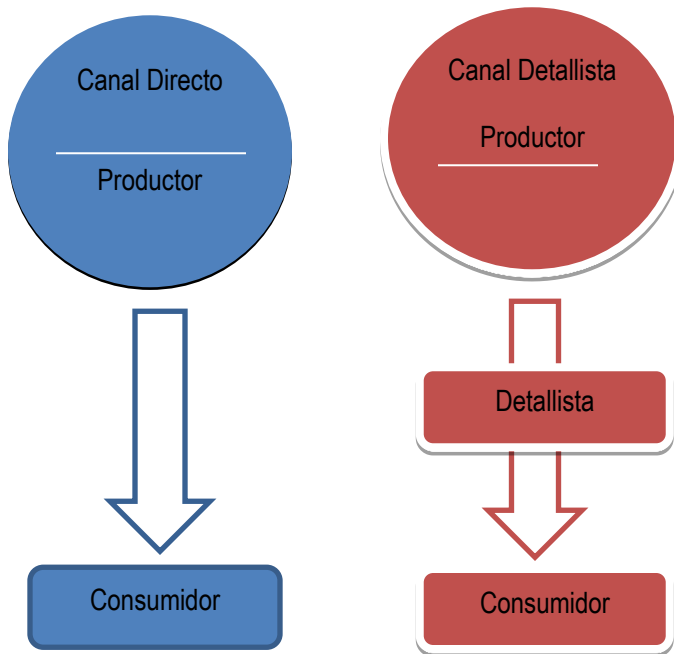 Canal Directo
Productor
Consumidor
Canal Detallista
Productor
Detallista
Consumidor